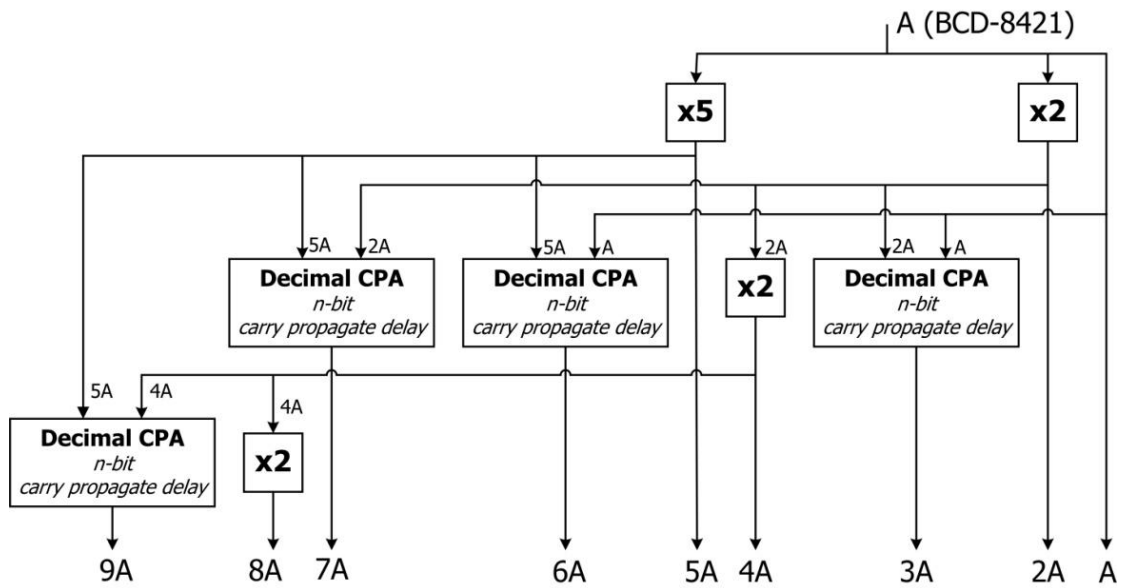 A (BCD-8421)
x5
x2
5A
2A
5A
A
2A
2A
A
Decimal CPA
n-bit
carry propagate delay
Decimal CPA
n-bit
carry propagate delay
x2
Decimal CPA
n-bit
carry propagate delay
5A
4A
4A
Decimal CPA
n-bit
carry propagate delay
x2
9A
8A
7A
6A
5A
4A
3A
2A
A